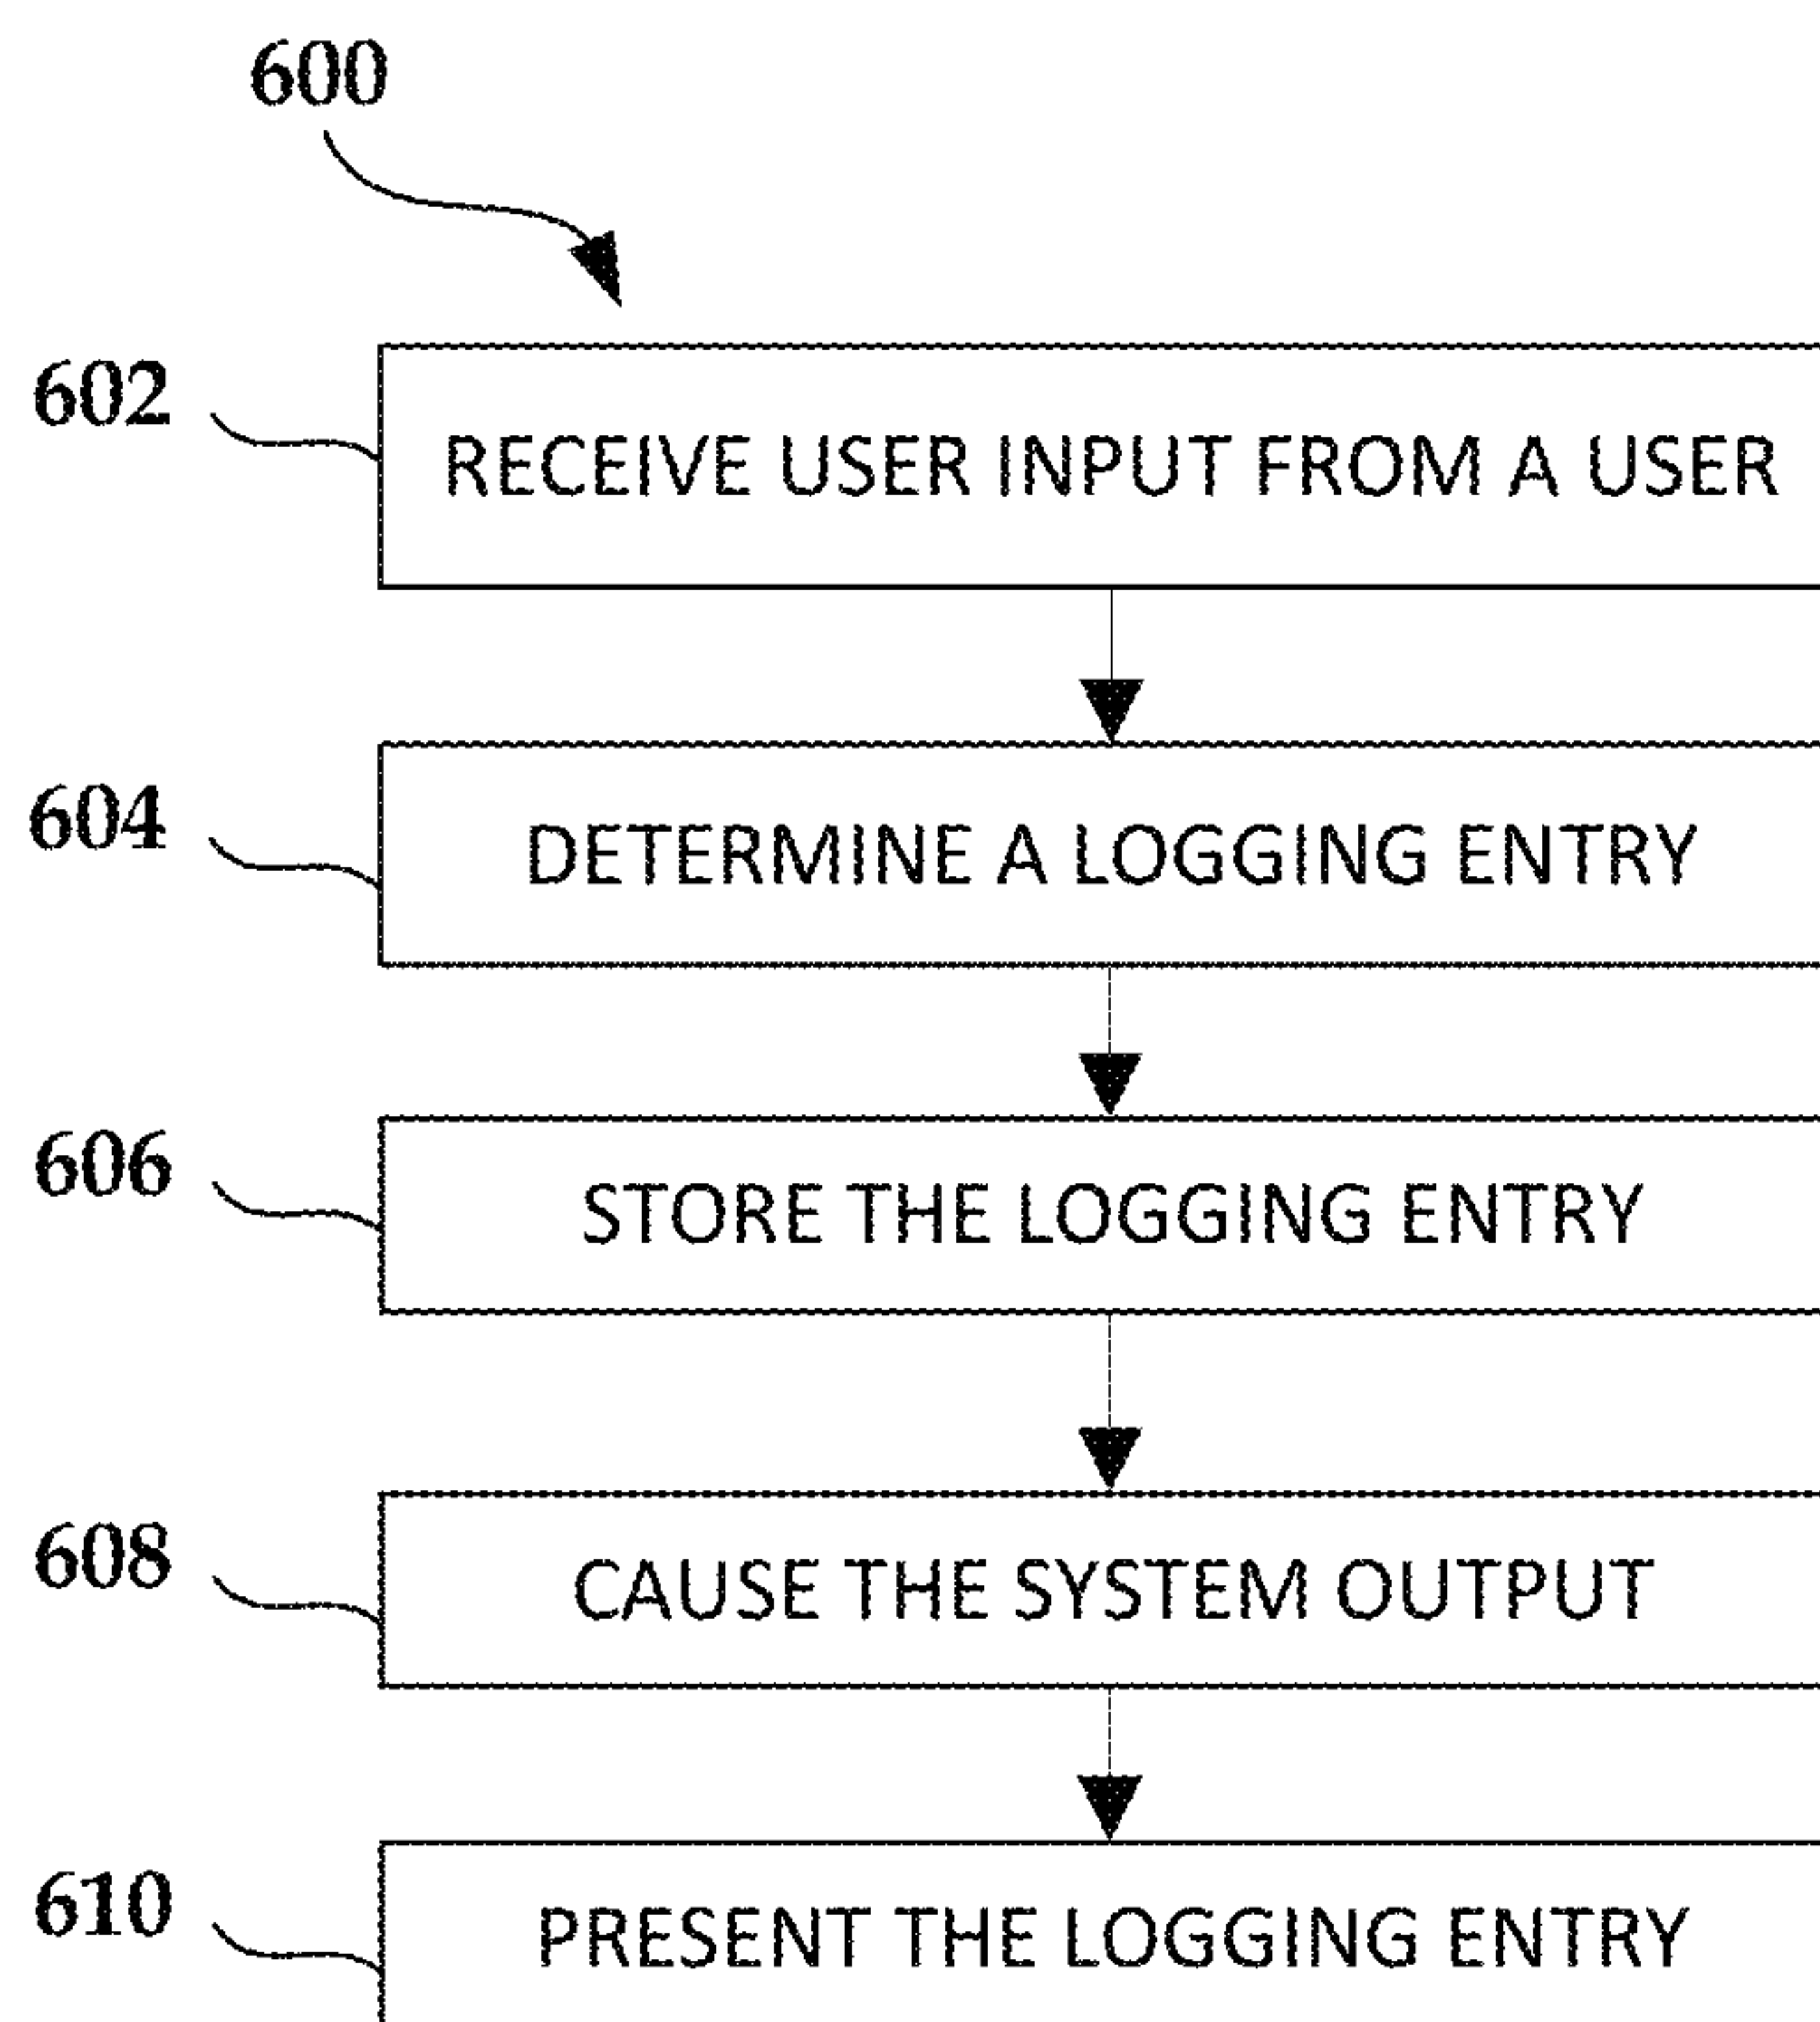 600
602
RECEIVE USER INPUT FROM A USER
604
DETERMINE A LOGGING ENTRY
606
STORE THE LOGGING ENTRY
608
CAUSE THE SYSTEM OUTPUT
610
PRESENT THE LOGGING ENTRY